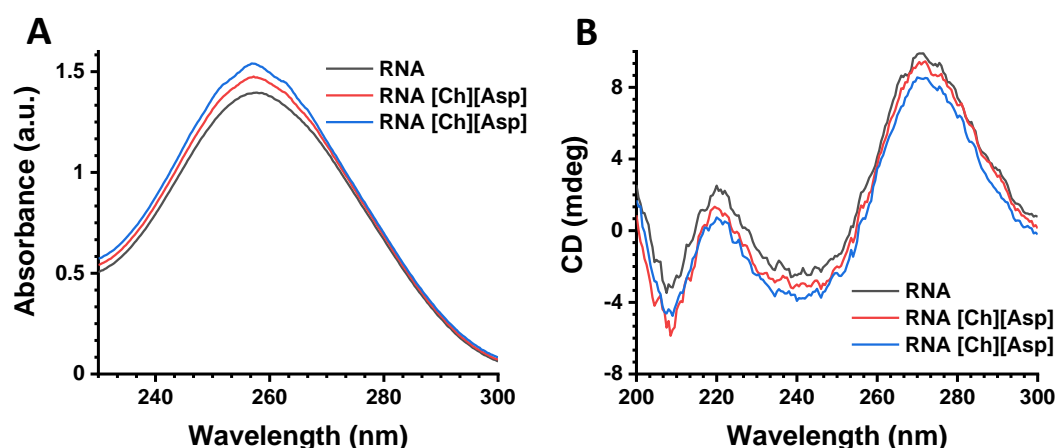 A
1.5
1
0.5
0
Absorbance (a.u.)
240
260
280
300
Wavelength (nm)
RNA
RNA [Ch][Asp]
RNA [Ch][Asp]
B
8
4
0
-4
-8
CD (mdeg)
200
220
240
260
280
300
Wavelength (nm)
RNA
RNA [Ch][Asp]
RNA [Ch][Asp]